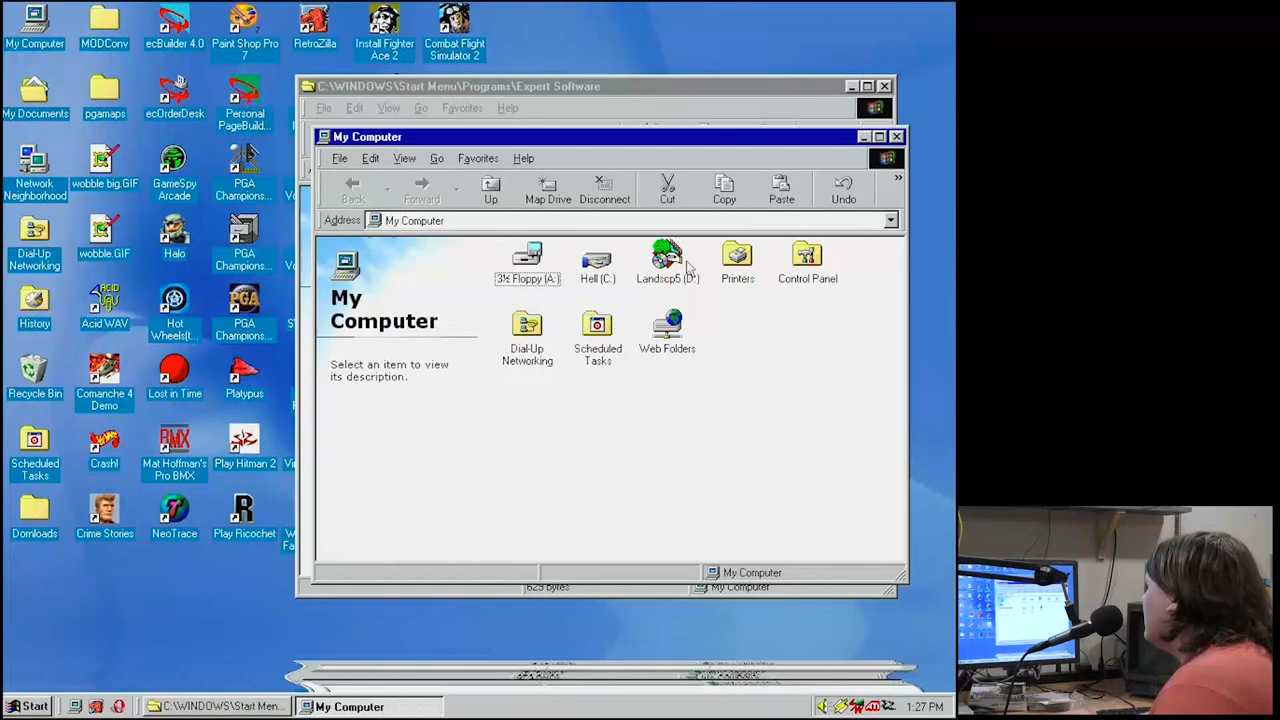 My Computer
MODConv
ecBuilder 4.0
Paint Shop Pro
7
RetroZilla
Install Fighter
Ace 2
Combat Flight
Simulator 2
My Documents
pgamaps
ecOrderDesk
Personal
PageBuild...
Network
Neighborhood
wobble big.GIF
GameSpy
Arcade
PGA
Champions...
Dial-Up
Networking
wobble.GIF
Halo
PGA
Champions...
History
Acid WAV
Hot
Wheels(t...
PGA
Champions...
Recycle Bin
Comanche 4
Demo
Lost in Time
Platypus
Scheduled
Tasks
Crash!
Mat Hoffman's
Pro BMX
Play Hitman 2
Dornloads
Crime Stories
NeoTrace
Play Ricochet
C:\WINDOWS\Start Menu\Programs\Expert Software
File Edit View Go Favorites Help
My Computer
File Edit View Go Favorites Help
Back Forward Up Map Drive Disconnect Cut Copy Paste Undo
Address My Computer
My
Computer
Select an item to view
its description.
3½ Floppy (A:) Hell (C:) Landscp5 (D:) Printers Control Panel
Dial-Up
Networking
Scheduled
Tasks
Web Folders
My Computer
629 bytes My Computer
Start C:\WINDOWS\Start Men... My Computer 1:27 PM